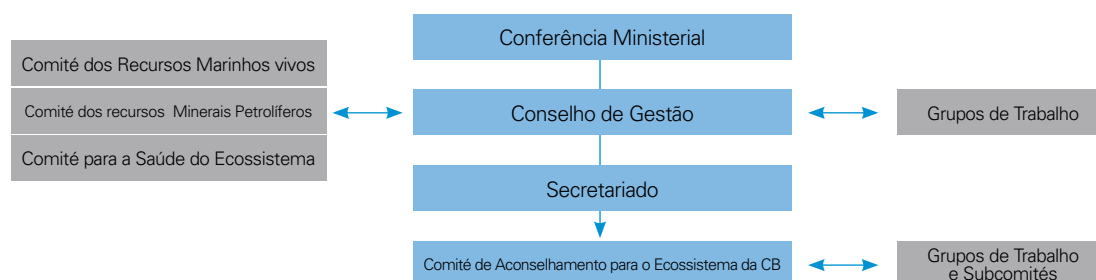 Conferência Ministerial
Comité dos Recursos Marinhos vivos
Comité dos recursos Minerais Petrolíferos
Comité para a Saúde do Ecossistema
Conselho de Gestão
Grupos de Trabalho
Secretariado
Comité de Aconselhamento para o Ecossistema da CB
Grupos de Trabalho
e Subcomités